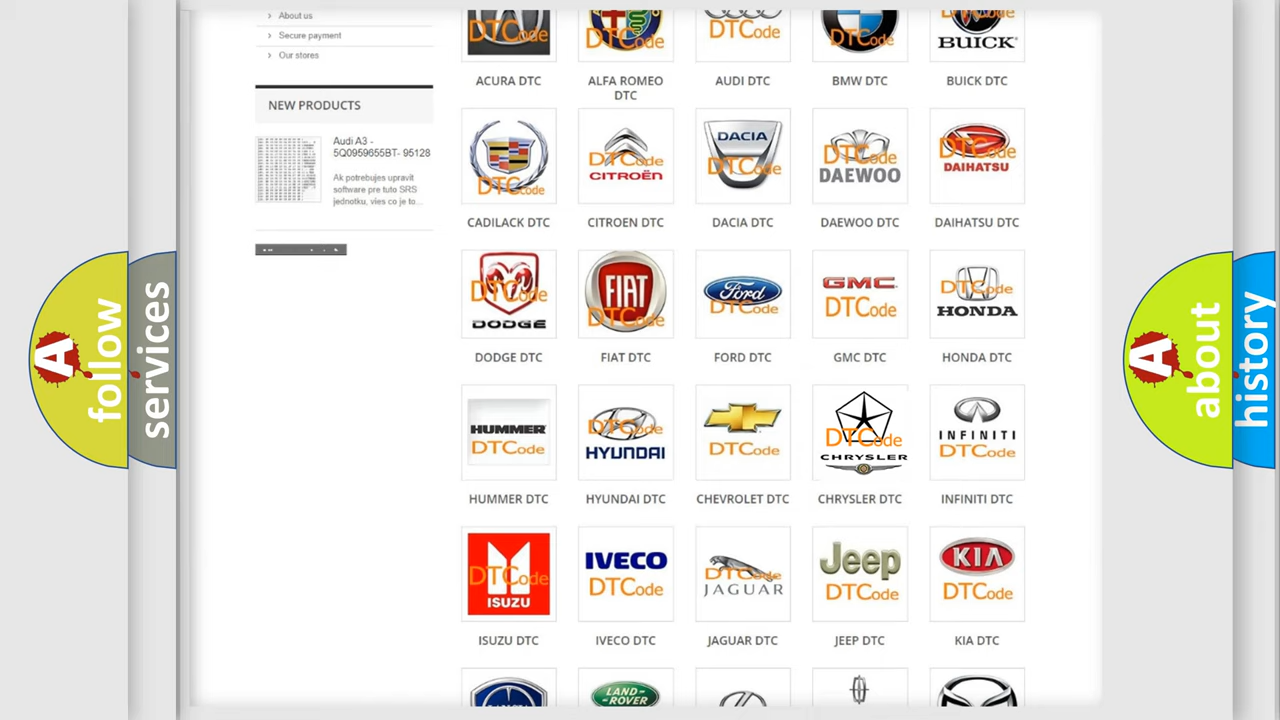 About us
Secure payment
Our stores
NEW PRODUCTS
Audi A3 -
5Q0959655BT- 95128
Ak potrebujes upravit
software pre tuto SRS
jednotku, vies co je to...
DTCode
DTCode
DTCode
DTCode
BUICK
ACURA DTC
ALFA ROMEO
DTC
AUDI DTC
BMW DTC
BUICK DTC
DTCode
DTCode
CITROËN
DACIA
DTCode
DTCode
DAEWOO
DTCode
DAIHATSU
CADILACK DTC
CITROEN DTC
DACIA DTC
DAEWOO DTC
DAIHATSU DTC
DTCode
DODGE
FIAT
DTCode
Ford
DTCode
GMC
DTCode
DTCode
HONDA
DODGE DTC
FIAT DTC
FORD DTC
GMC DTC
HONDA DTC
HUMMER
DTCode
DTCode
HYUNDAI
DTCode
DTCode
CHRYSLER
INFINITI
DTCode
HUMMER DTC
HYUNDAI DTC
CHEVROLET DTC
CHRYSLER DTC
INFINITI DTC
DTCode
ISUZU
IVECO
DTCode
DTCode
JAGUAR
Jeep
DTCode
KIA
DTCode
ISUZU DTC
IVECO DTC
JAGUAR DTC
JEEP DTC
KIA DTC
LAND-
ROVER
A
follow
services
A
about
history